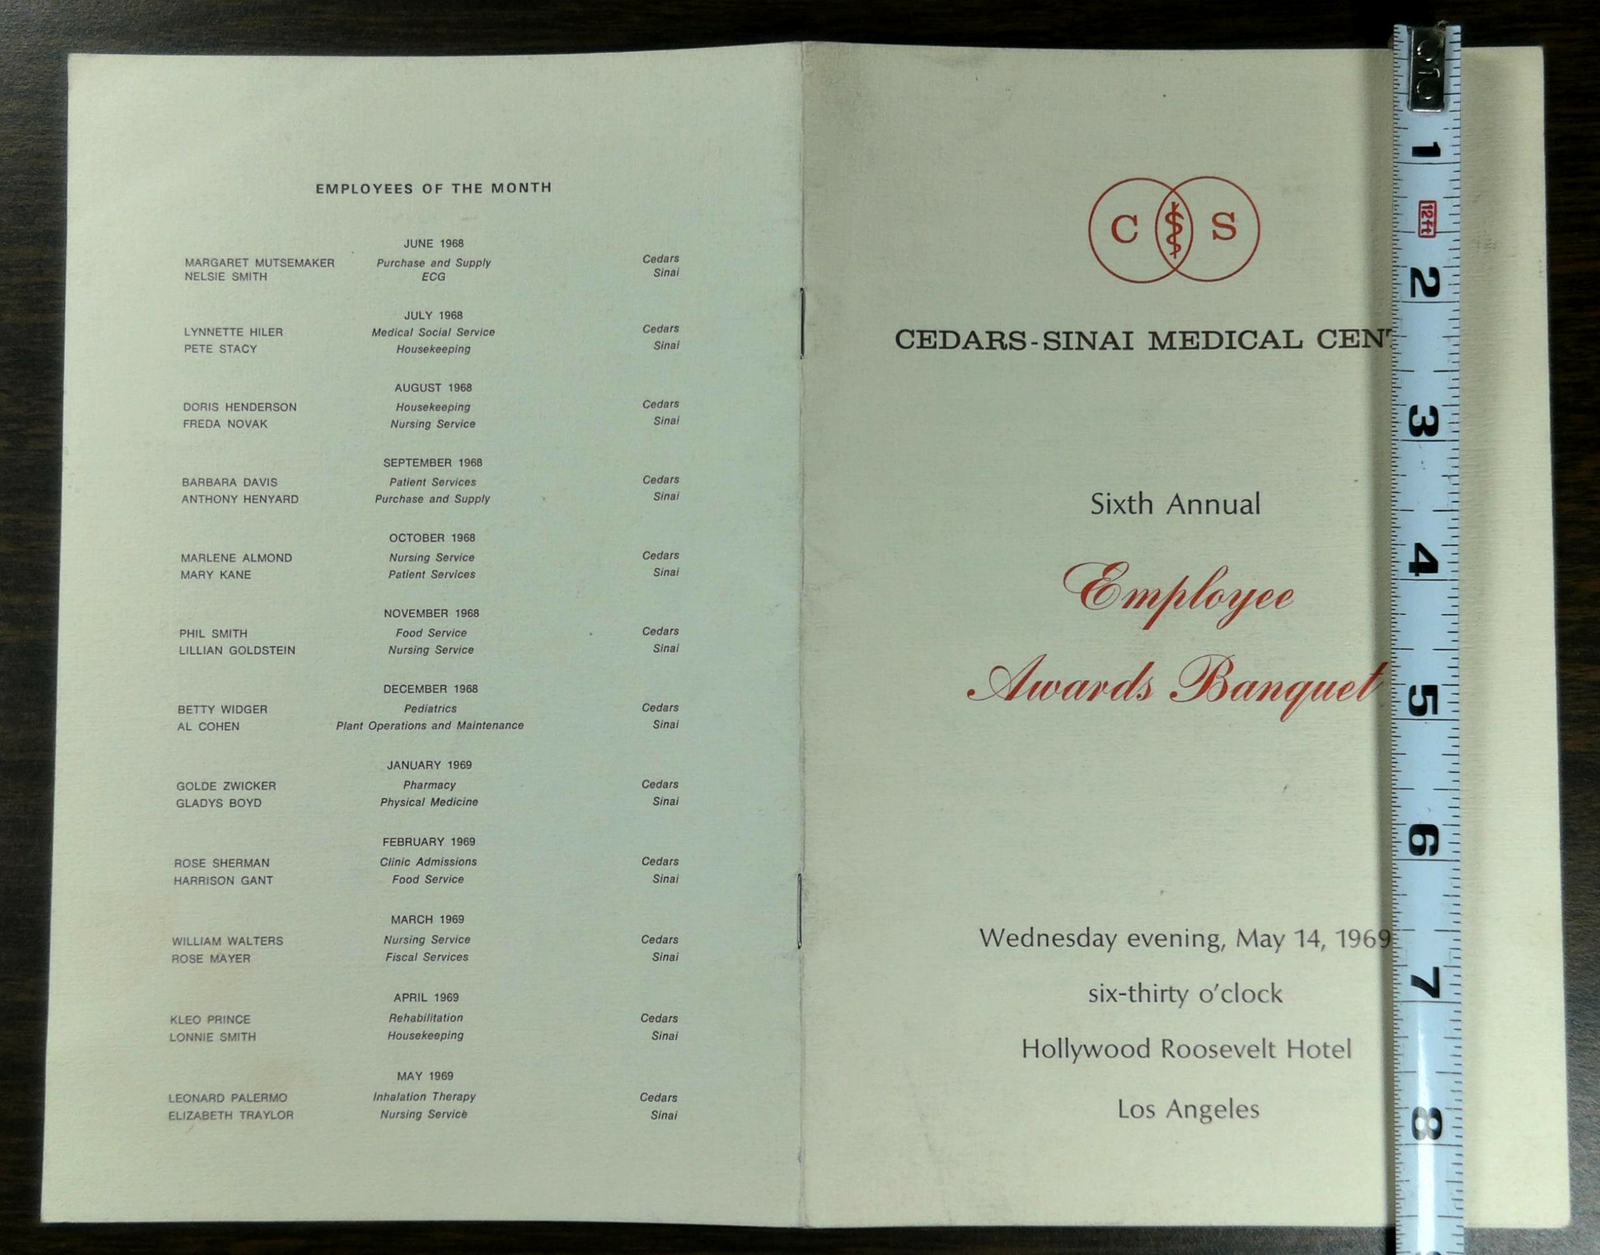 EMPLOYEES OF THE MONTH
JUNE 1968
MARGARET MUTSEMAKER Purchase and Supply Cedars
NELSIE SMITH ECG Sinai
JULY 1968
LYNNETTE HILER Medical Social Service Cedars
PETE STACY Housekeeping Sinai
AUGUST 1968
DORIS HENDERSON Housekeeping Cedars
FREDA NOVAK Nursing Service Sinai
SEPTEMBER 1968
BARBARA DAVIS Patient Services Cedars
ANTHONY HENYARD Purchase and Supply Sinai
OCTOBER 1968
MARLENE ALMOND Nursing Service Cedars
MARY KANE Patient Services Sinai
NOVEMBER 1968
PHIL SMITH Food Service Cedars
LILLIAN GOLDSTEIN Nursing Service Sinai
DECEMBER 1968
BETTY WIDGER Pediatrics Cedars
AL COHEN Plant Operations and Maintenance Sinai
JANUARY 1969
GOLDE ZWICKER Pharmacy Cedars
GLADYS BOYD Physical Medicine Sinai
FEBRUARY 1969
ROSE SHERMAN Clinic Admissions Cedars
HARRISON GANT Food Service Sinai
MARCH 1969
WILLIAM WALTERS Nursing Service Cedars
ROSE MAYER Fiscal Services Sinai
APRIL 1969
KLEO PRINCE Rehabilitation Cedars
LONNIE SMITH Housekeeping Sinai
MAY 1969
LEONARD PALERMO Inhalation Therapy Cedars
ELIZABETH TRAYLOR Nursing Service Sinai
C S
CEDARS-SINAI MEDICAL CENT
Sixth Annual
Employee
Awards Banquet
Wednesday evening, May 14, 1969
six-thirty o'clock
Hollywood Roosevelt Hotel
Los Angeles
1
12ft
2
3
4
5
6
7
8